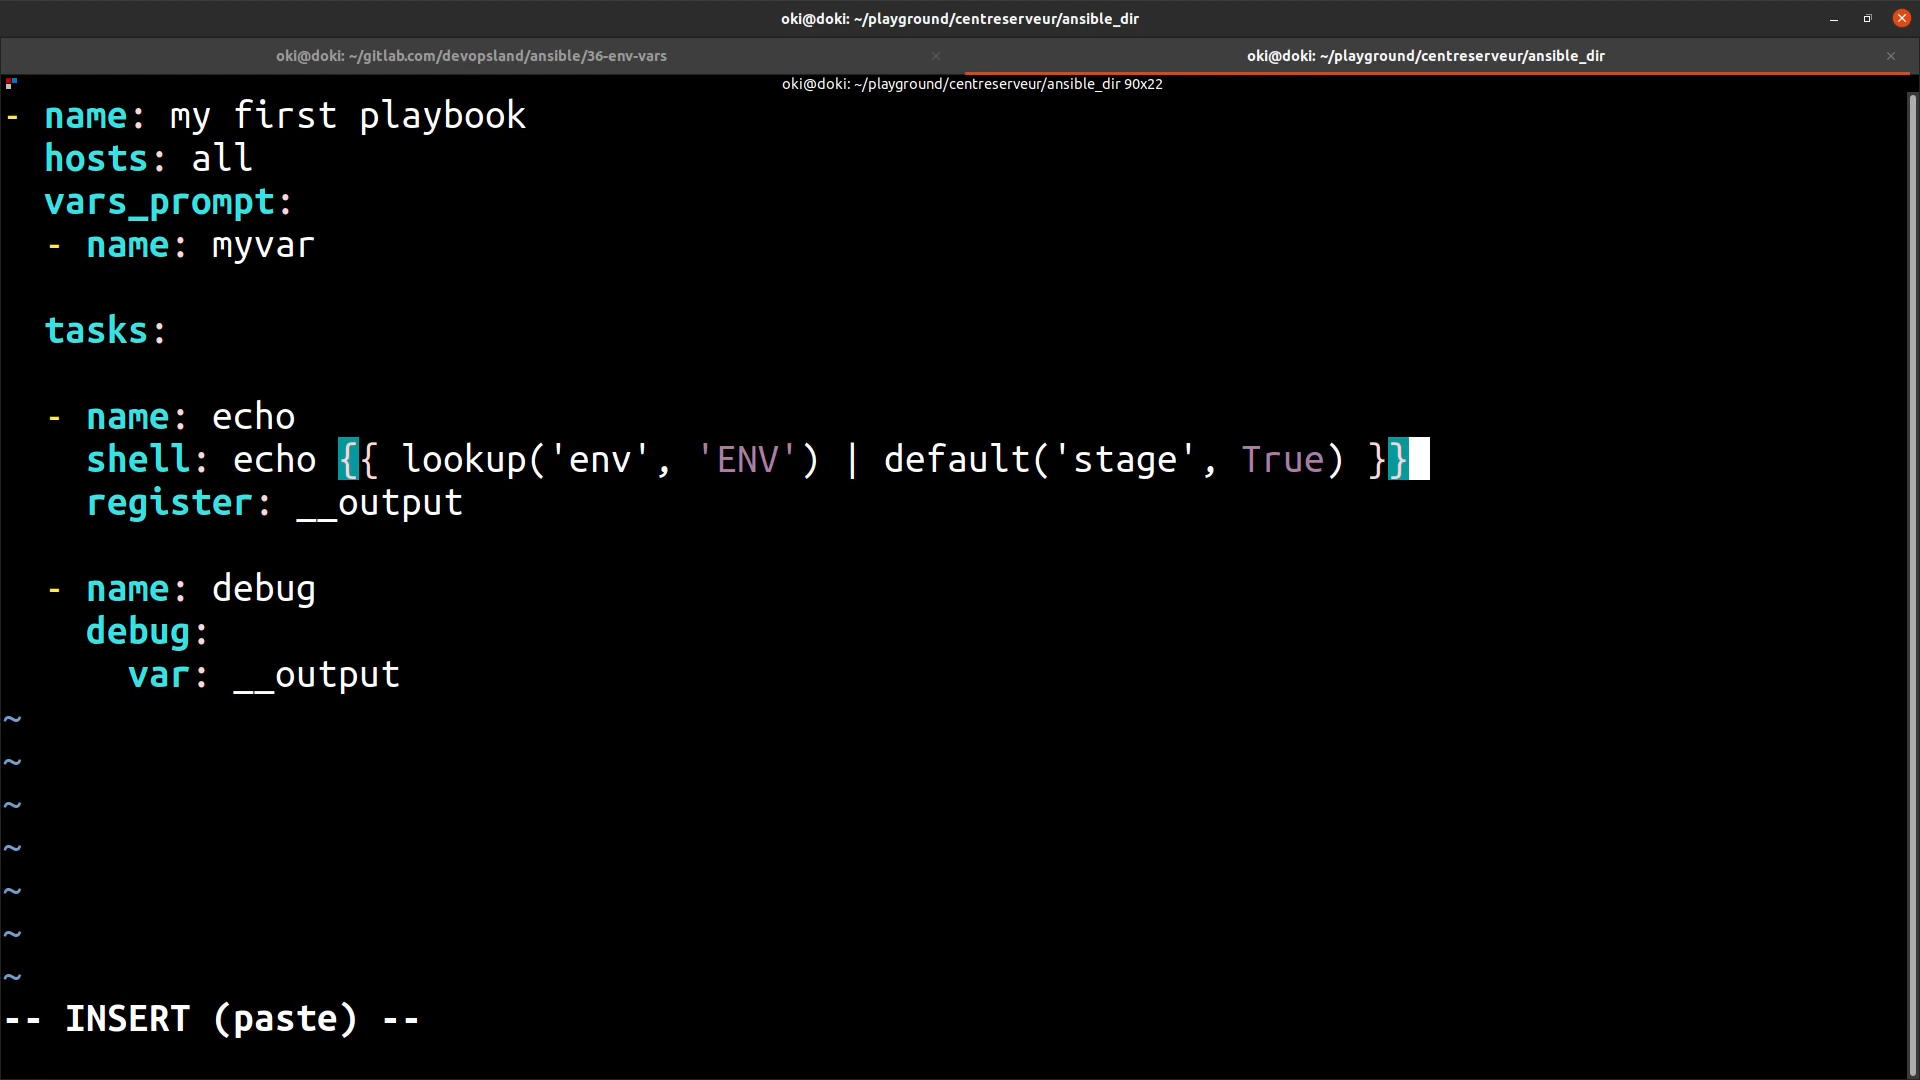 oki@doki: ~/playground/centreserveur/ansible_dir
oki@doki: ~/gitlab.com/devopsland/ansible/36-env-vars
oki@doki: ~/playground/centreserveur/ansible_dir
oki@doki: ~/playground/centreserveur/ansible_dir 90x22
- name: my first playbook
  hosts: all
  vars_prompt:
  - name: myvar

  tasks:

  - name: echo
    shell: echo {{ lookup('env', 'ENV') | default('stage', True) }}
    register: __output

  - name: debug
    debug:
      var: __output
~
~
~
~
~
~
~
-- INSERT (paste) --